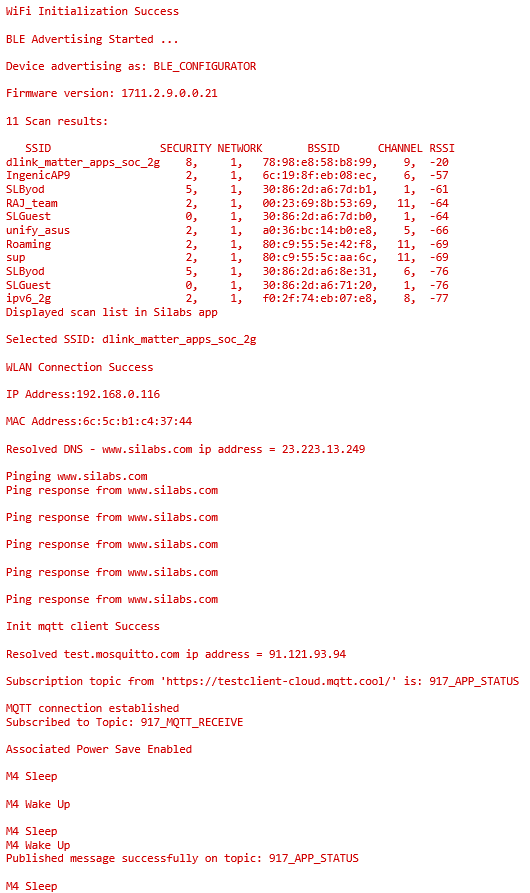 WiFi Initialization Success
BLE Advertising Started ...
Device advertising as: BLE_CONFIGURATOR
Firmware version: 1711.2.9.0.0.21
11 Scan results:
SSID SECURITY NETWORK BSSID CHANNEL RSSI
dlink_matter_apps_soc_2g 8, 1, 78:98:e8:58:b8:99, 9, -20
IngenicAP9 2, 1, 6c:19:8f:eb:08:ec, 6, -57
SLByod 5, 1, 30:86:2d:a6:7d:b1, 1, -61
RAJ_team 2, 1, 00:23:69:8b:53:69, 11, -64
SLGuest 0, 1, 30:86:2d:a6:7d:b0, 1, -64
unify_asus 2, 1, a0:36:bc:14:b0:e8, 5, -66
Roaming 2, 1, 80:c9:55:5e:42:f8, 11, -69
sup 2, 1, 80:c9:55:5c:aa:6c, 11, -69
SLByod 5, 1, 30:86:2d:a6:8e:31, 6, -76
SLGuest 0, 1, 30:86:2d:a6:71:20, 1, -76
ipv6_2g 2, 1, f0:2f:74:eb:07:e8, 8, -77
Displayed scan list in Silabs app
Selected SSID: dlink_matter_apps_soc_2g
WLAN Connection Success
IP Address:192.168.0.116
MAC Address:6c:5c:b1:c4:37:44
Resolved DNS - www.silabs.com ip address = 23.223.13.249
Pinging www.silabs.com
Ping response from www.silabs.com
Ping response from www.silabs.com
Ping response from www.silabs.com
Ping response from www.silabs.com
Ping response from www.silabs.com
Init mqtt client Success
Resolved test.mosquitto.com ip address = 91.121.93.94
Subscription topic from 'https://testclient-cloud.mqtt.cool/' is: 917_APP_STATUS
MQTT connection established
Subscribed to Topic: 917_MQTT_RECEIVE
Associated Power Save Enabled
M4 Sleep
M4 Wake Up
M4 Sleep
M4 Wake Up
Published message successfully on topic: 917_APP_STATUS
M4 Sleep